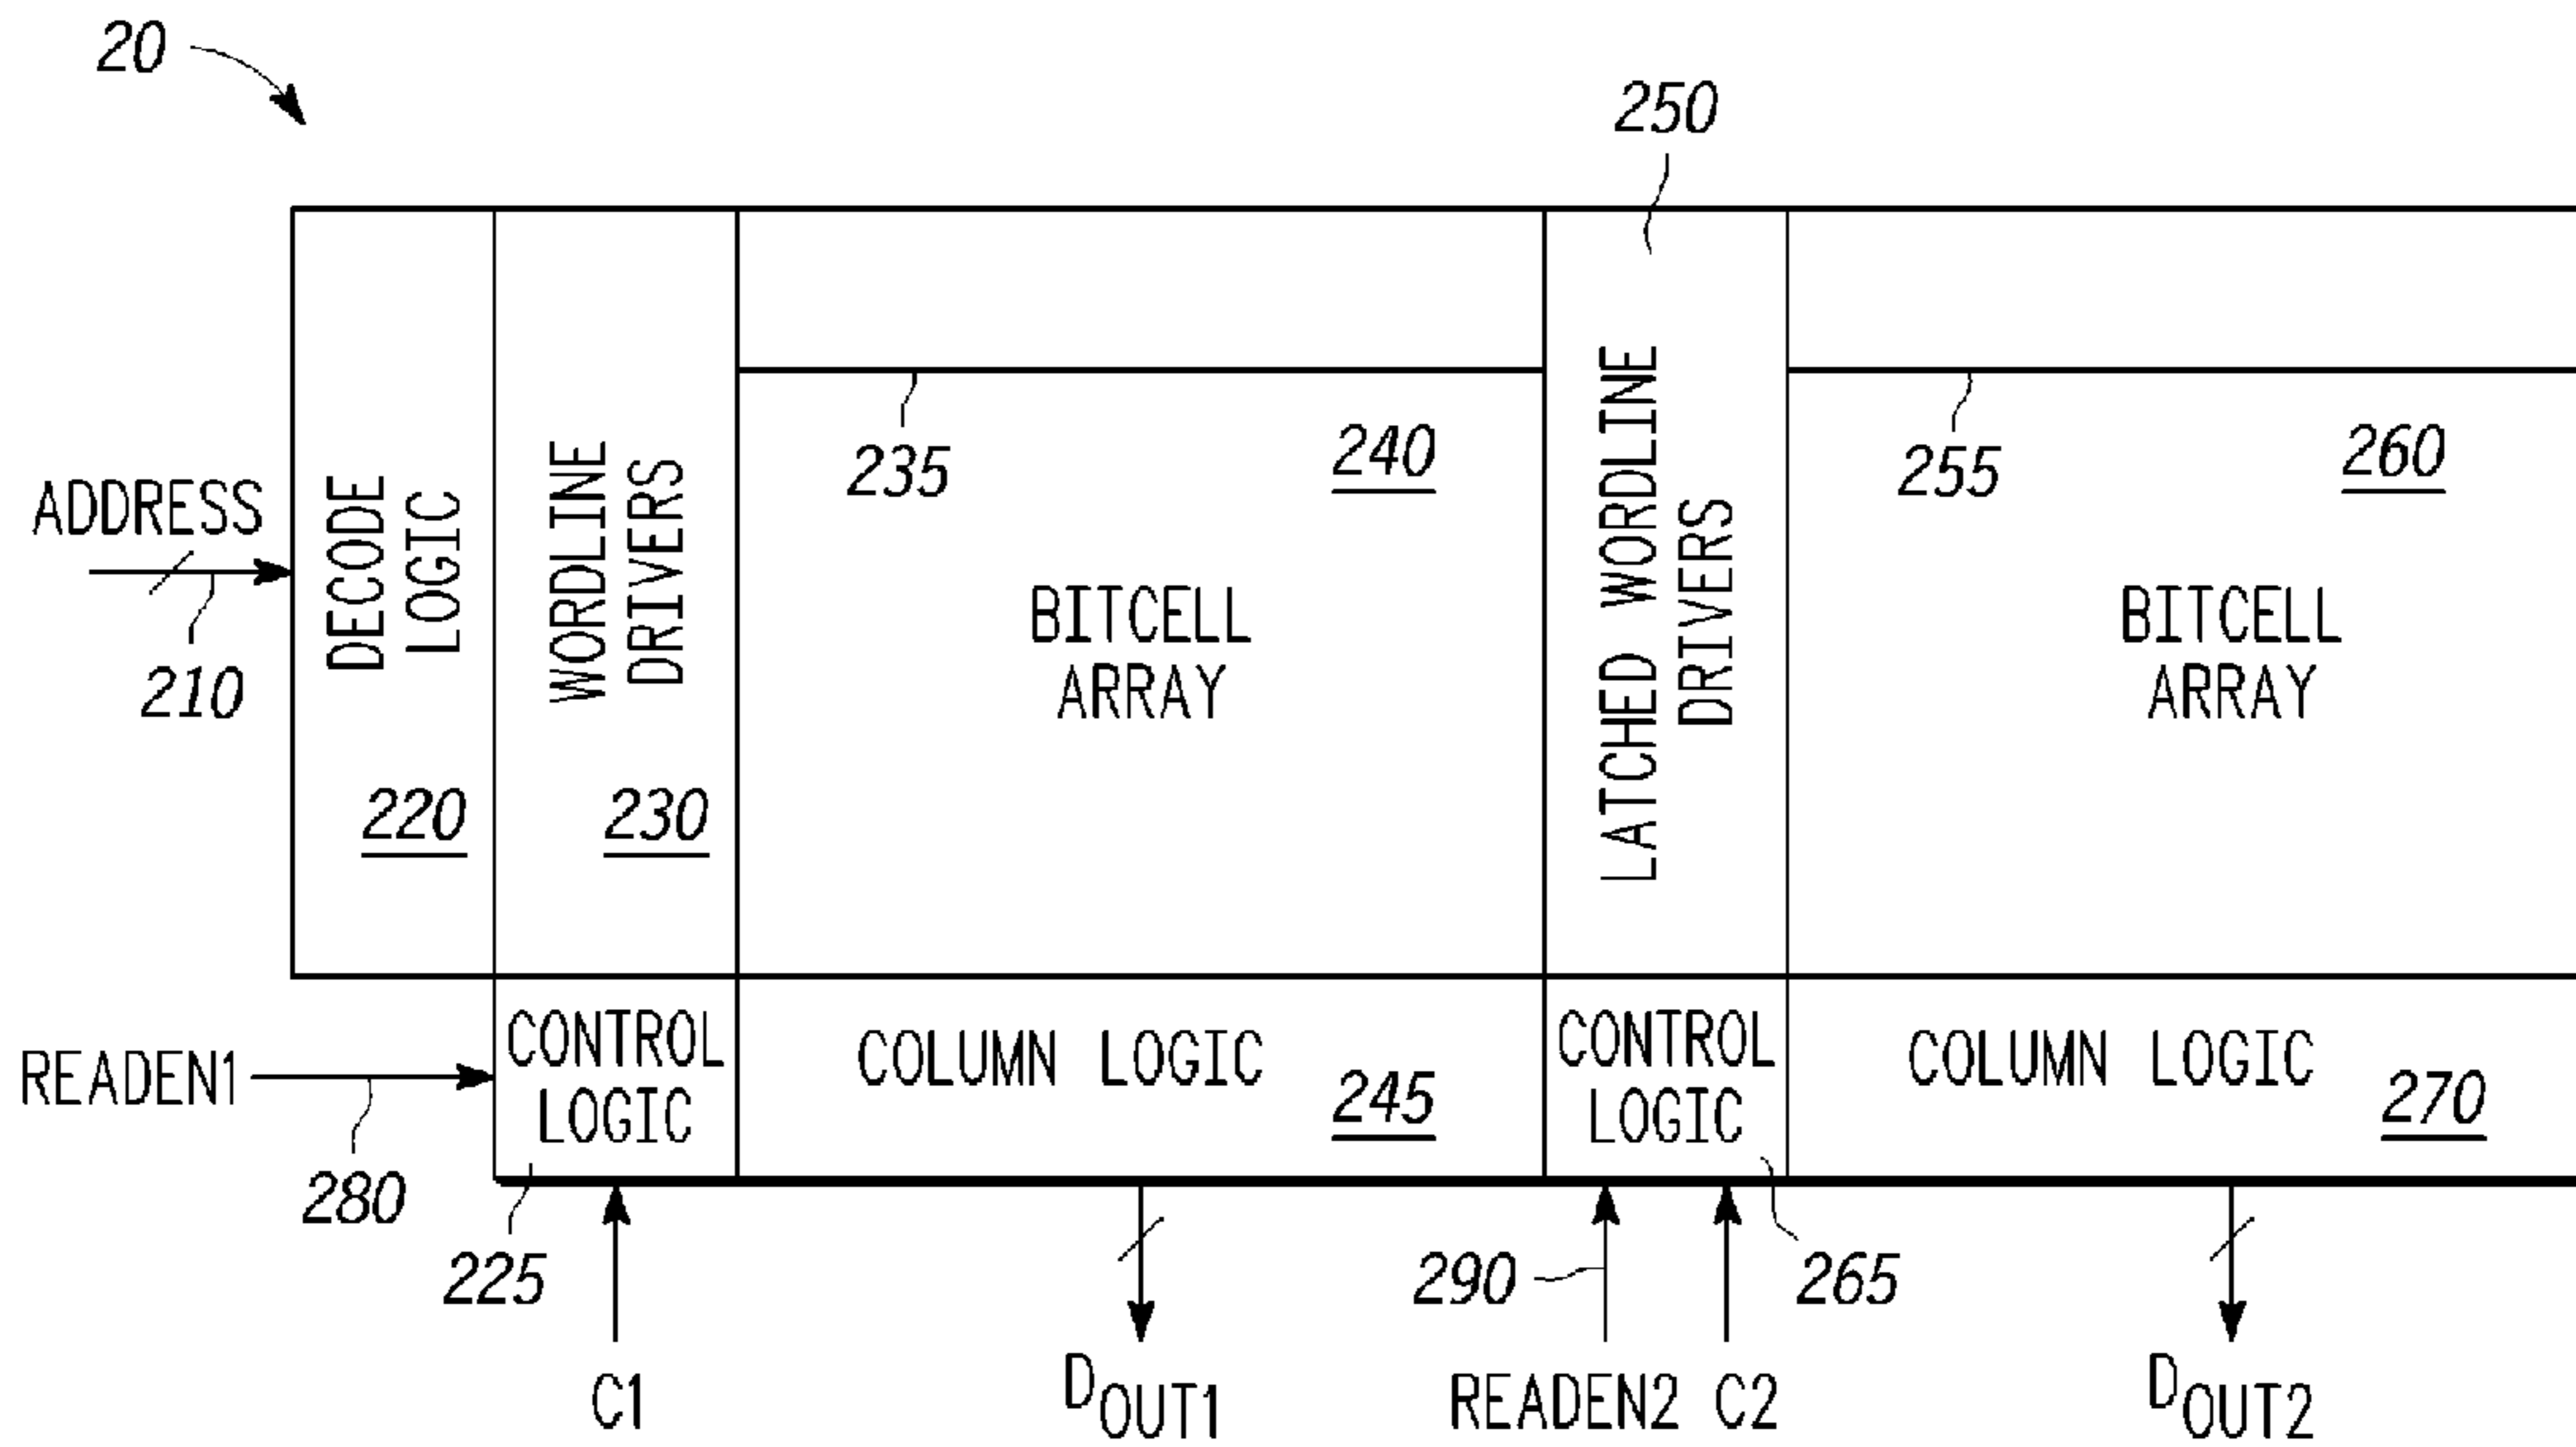 20
250
235
240
255
260
ADDRESS
210
DECODE
LOGIC
220
WORDLINE
DRIVERS
230
BITCELL
ARRAY
LATCHED WORDLINE
DRIVERS
BITCELL
ARRAY
READEN1
280
CONTROL
LOGIC
225
COLUMN LOGIC
245
CONTROL
LOGIC
265
COLUMN LOGIC
270
290
C1
DOUT1
READEN2
C2
DOUT2